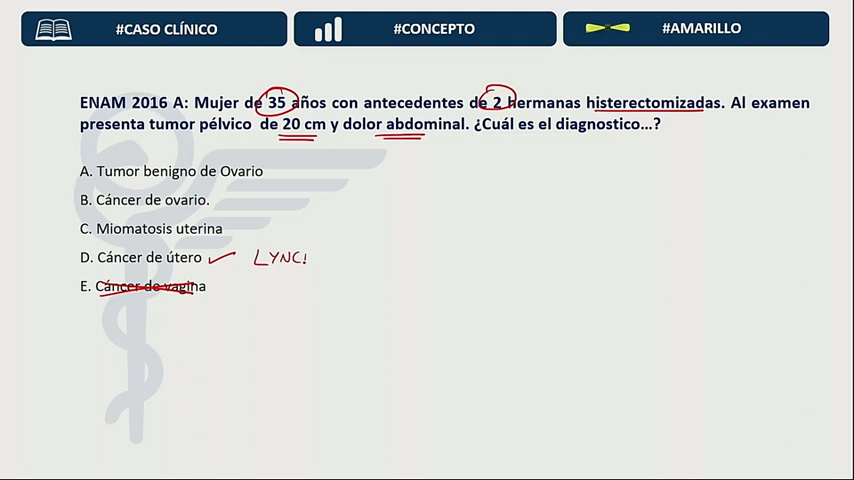 #CASO CLÍNICO
#CONCEPTO
#AMARILLO
ENAM 2016 A: Mujer de 35 años con antecedentes de 2 hermanas histerectomizadas. Al examen
presenta tumor pélvico de 20 cm y dolor abdominal. ¿Cuál es el diagnostico...?
A. Tumor benigno de Ovario
B. Cáncer de ovario.
C. Miomatosis uterina
D. Cáncer de útero LYNC
E. Cáncer de vagina